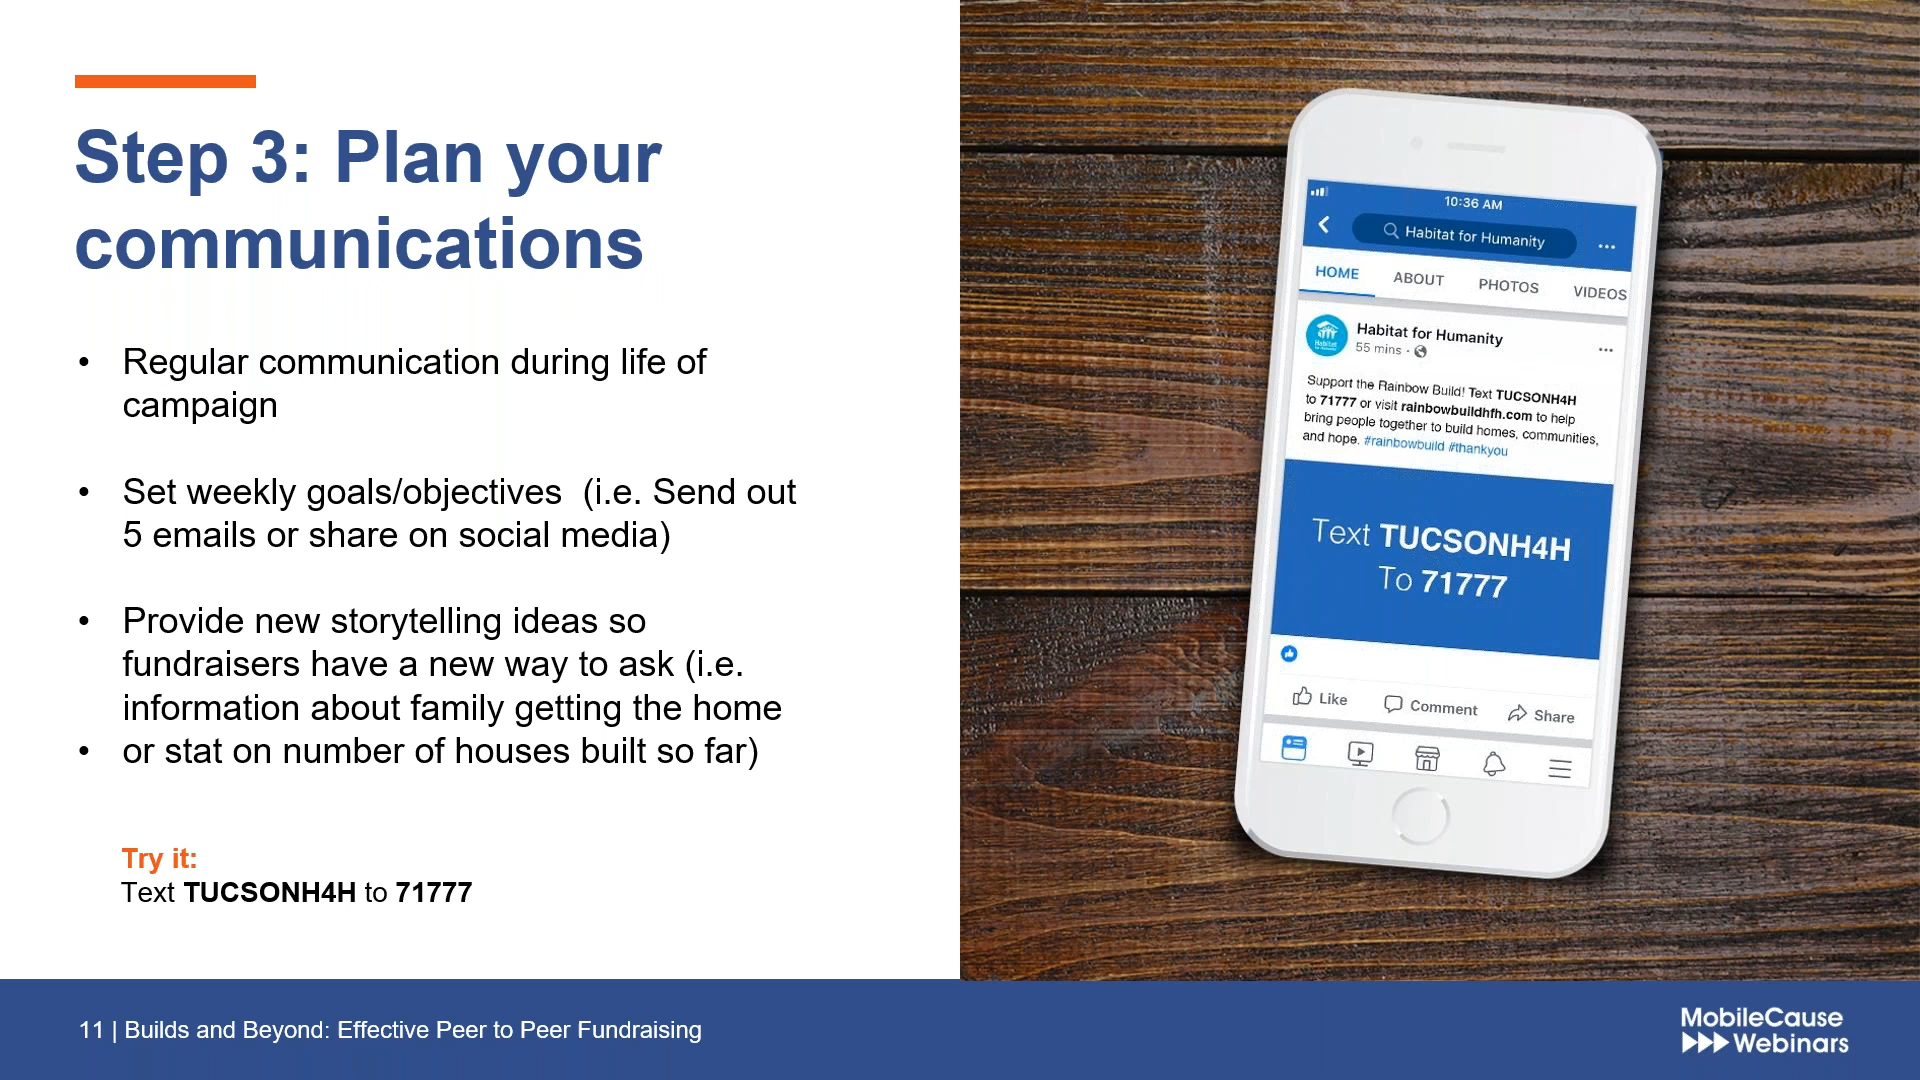 Step 3: Plan your
communications
• Regular communication during life of
campaign
• Set weekly goals/objectives  (i.e. Send out
5 emails or share on social media)
• Provide new storytelling ideas so
fundraisers have a new way to ask (i.e.
information about family getting the home
• or stat on number of houses built so far)
Try it:
Text TUCSONH4H to 71777
10:36 AM
Habitat for Humanity
HOME ABOUT PHOTOS VIDEOS
Habitat for Humanity
55 mins ·
Habitat
for Humanity
Support the Rainbow Build! Text TUCSONH4H
to 71777 or visit rainbowbuildhfh.com to help
bring people together to build homes, communities,
and hope. #rainbowbuild #thankyou
Text TUCSONH4H
To 71777
Like Comment Share
11 | Builds and Beyond: Effective Peer to Peer Fundraising
MobileCause
Webinars